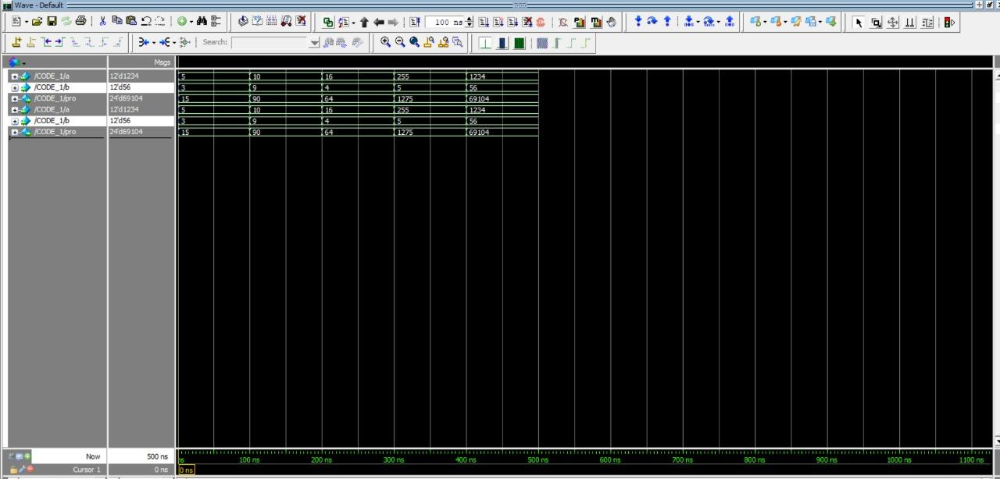 Wave - Default
100 ns
Search:
Msgs
/CODE_1/a 12'd1234 5 10 16 255 1234
/CODE_1/b 12'd56 3 9 4 5 56
/CODE_1/pro 24'd69104 15 90 64 1275 69104
/CODE_1/a 12'd1234 5 10 16 255 1234
/CODE_1/b 12'd56 3 9 4 5 56
/CODE_1/pro 24'd69104 15 90 64 1275 69104
Now 500 ns ns 100 ns 200 ns 300 ns 400 ns 500 ns 600 ns 700 ns 800 ns 900 ns 1000 ns 1100 ns
Cursor 1 0 ns 0 ns